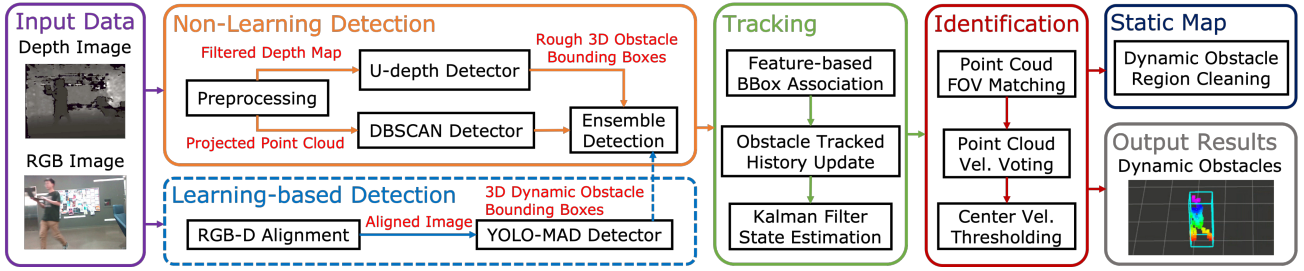 Input Data
Depth Image
RGB Image
Non-Learning Detection
Filtered Depth Map
Rough 3D Obstacle
Bounding Boxes
U-depth Detector
Preprocessing
Projected Point Cloud
DBSCAN Detector
Ensemble
Detection
Learning-based Detection
3D Dynamic Obstacle
Bounding Boxes
Aligned Image
RGB-D Alignment
YOLO-MAD Detector
Tracking
Feature-based
BBox Association
Obstacle Tracked
History Update
Kalman Filter
State Estimation
Identification
Point Coud
FOV Matching
Point Cloud
Vel. Voting
Center Vel.
Thresholding
Static Map
Dynamic Obstacle
Region Cleaning
Output Results
Dynamic Obstacles